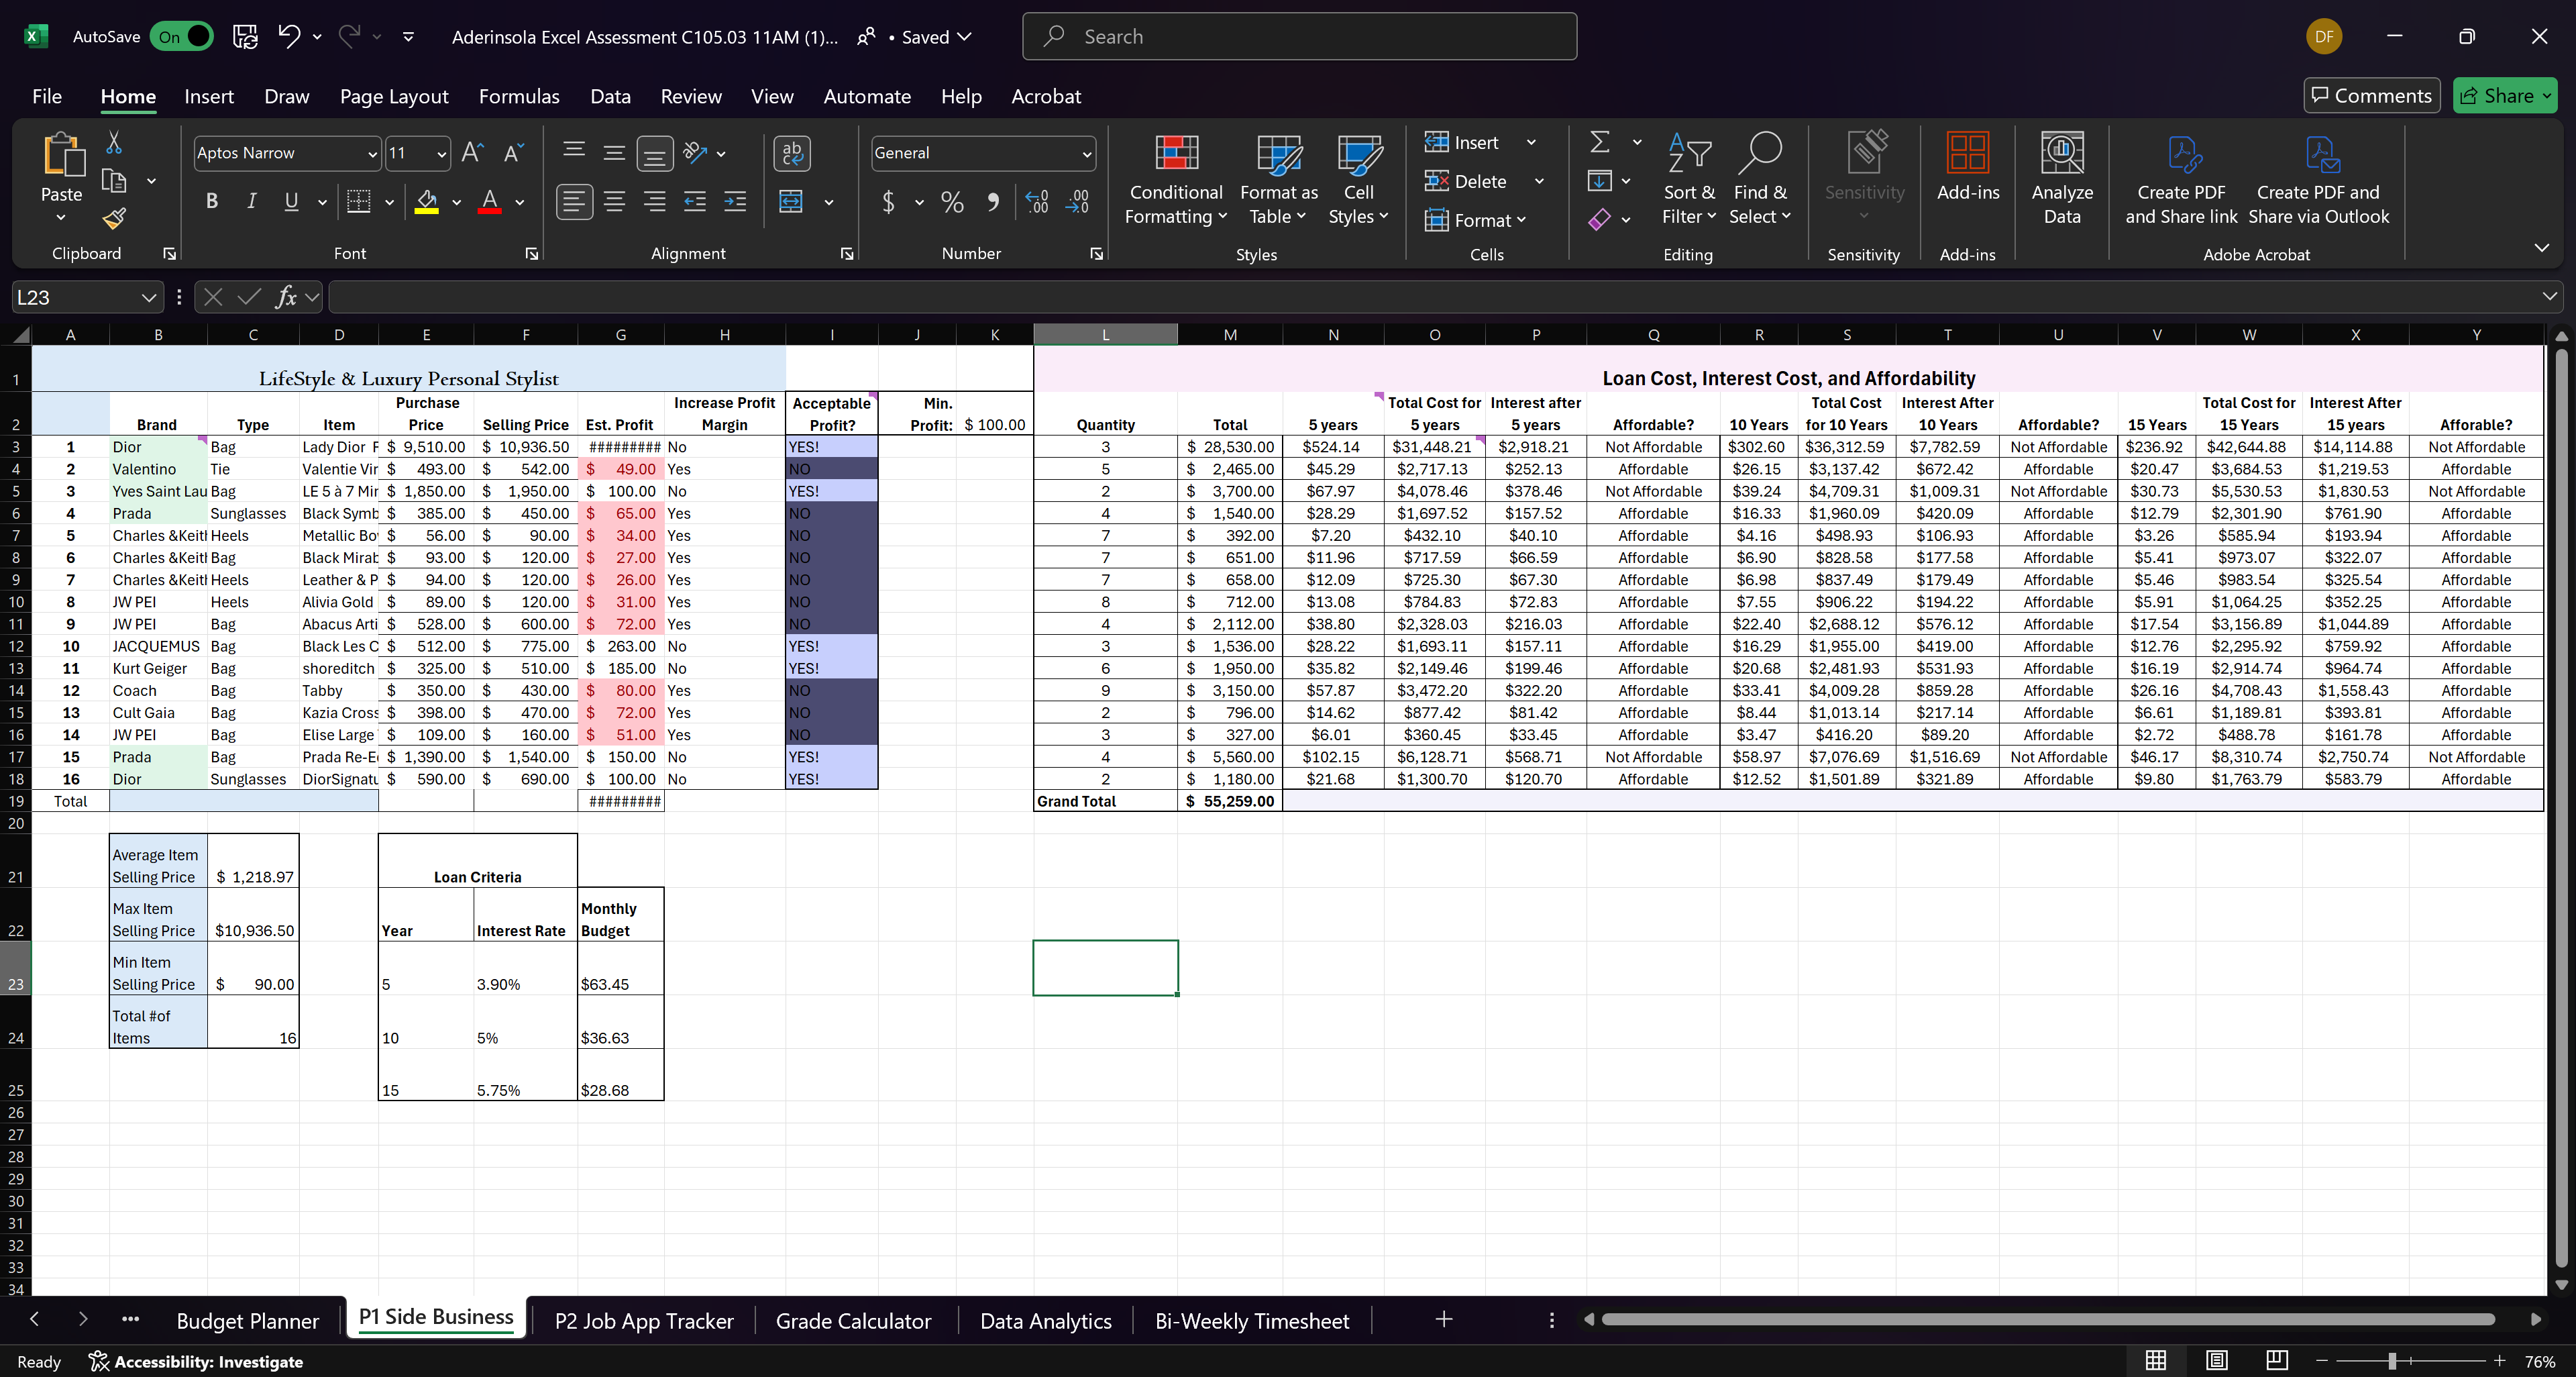 AutoSave On Aderinsola Excel Assessment C105.03 11AM (1)... • Saved Search DF
File Home Insert Draw Page Layout Formulas Data Review View Automate Help Acrobat Comments Share
Paste Aptos Narrow 11 General Conditional Formatting Format as Table Cell Styles Insert Delete Format Sort & Filter Find & Select Sensitivity Add-ins Analyze Data Create PDF and Share link Create PDF and Share via Outlook
Clipboard Font Alignment Number Styles Cells Editing Sensitivity Add-ins Adobe Acrobat
L23 fx
A B C D E F G H I J K L M N O P Q R S T U V W X Y
1 LifeStyle & Luxury Personal Stylist Loan Cost, Interest Cost, and Affordability
2 Brand Type Item Purchase Price Selling Price Est. Profit Increase Profit Margin Acceptable Profit? Min. Profit: $ 100.00 Quantity Total 5 years Total Cost for 5 years Interest after 5 years Affordable? 10 Years Total Cost for 10 Years Interest After 10 Years Affordable? 15 Years Total Cost for 15 Years Interest After 15 years Afforable?
3 1 Dior Bag Lady Dior F $ 9,510.00 $ 10,936.50 ######### No YES! 3 $ 28,530.00 $524.14 $31,448.21 $2,918.21 Not Affordable $302.60 $36,312.59 $7,782.59 Not Affordable $236.92 $42,644.88 $14,114.88 Not Affordable
4 2 Valentino Tie Valentie Vir $ 493.00 $ 542.00 $ 49.00 Yes NO 5 $ 2,465.00 $45.29 $2,717.13 $252.13 Affordable $26.15 $3,137.42 $672.42 Affordable $20.47 $3,684.53 $1,219.53 Affordable
5 3 Yves Saint Lau Bag LE 5 à 7 Mir $ 1,850.00 $ 1,950.00 $ 100.00 No YES! 2 $ 3,700.00 $67.97 $4,078.46 $378.46 Not Affordable $39.24 $4,709.31 $1,009.31 Not Affordable $30.73 $5,530.53 $1,830.53 Not Affordable
6 4 Prada Sunglasses Black Symb $ 385.00 $ 450.00 $ 65.00 Yes NO 4 $ 1,540.00 $28.29 $1,697.52 $157.52 Affordable $16.33 $1,960.09 $420.09 Affordable $12.79 $2,301.90 $761.90 Affordable
7 5 Charles &Keith Heels Metallic Bo $ 56.00 $ 90.00 $ 34.00 Yes NO 7 $ 392.00 $7.20 $432.10 $40.10 Affordable $4.16 $498.93 $106.93 Affordable $3.26 $585.94 $193.94 Affordable
8 6 Charles &Keith Bag Black Mirab $ 93.00 $ 120.00 $ 27.00 Yes NO 7 $ 651.00 $11.96 $717.59 $66.59 Affordable $6.90 $828.58 $177.58 Affordable $5.41 $973.07 $322.07 Affordable
9 7 Charles &Keith Heels Leather & P $ 94.00 $ 120.00 $ 26.00 Yes NO 7 $ 658.00 $12.09 $725.30 $67.30 Affordable $6.98 $837.49 $179.49 Affordable $5.46 $983.54 $325.54 Affordable
10 8 JW PEI Heels Alivia Gold $ 89.00 $ 120.00 $ 31.00 Yes NO 8 $ 712.00 $13.08 $784.83 $72.83 Affordable $7.55 $906.22 $194.22 Affordable $5.91 $1,064.25 $352.25 Affordable
11 9 JW PEI Bag Abacus Arti $ 528.00 $ 600.00 $ 72.00 Yes NO 4 $ 2,112.00 $38.80 $2,328.03 $216.03 Affordable $22.40 $2,688.12 $576.12 Affordable $17.54 $3,156.89 $1,044.89 Affordable
12 10 JACQUEMUS Bag Black Les C $ 512.00 $ 775.00 $ 263.00 No YES! 3 $ 1,536.00 $28.22 $1,693.11 $157.11 Affordable $16.29 $1,955.00 $419.00 Affordable $12.76 $2,295.92 $759.92 Affordable
13 11 Kurt Geiger Bag shoreditch $ 325.00 $ 510.00 $ 185.00 No YES! 6 $ 1,950.00 $35.82 $2,149.46 $199.46 Affordable $20.68 $2,481.93 $531.93 Affordable $16.19 $2,914.74 $964.74 Affordable
14 12 Coach Bag Tabby $ 350.00 $ 430.00 $ 80.00 Yes NO 9 $ 3,150.00 $57.87 $3,472.20 $322.20 Affordable $33.41 $4,009.28 $859.28 Affordable $26.16 $4,708.43 $1,558.43 Affordable
15 13 Cult Gaia Bag Kazia Cross $ 398.00 $ 470.00 $ 72.00 Yes NO 2 $ 796.00 $14.62 $877.42 $81.42 Affordable $8.44 $1,013.14 $217.14 Affordable $6.61 $1,189.81 $393.81 Affordable
16 14 JW PEI Bag Elise Large $ 109.00 $ 160.00 $ 51.00 Yes NO 3 $ 327.00 $6.01 $360.45 $33.45 Affordable $3.47 $416.20 $89.20 Affordable $2.72 $488.78 $161.78 Affordable
17 15 Prada Bag Prada Re-E $ 1,390.00 $ 1,540.00 $ 150.00 No YES! 4 $ 5,560.00 $102.15 $6,128.71 $568.71 Not Affordable $58.97 $7,076.69 $1,516.69 Not Affordable $46.17 $8,310.74 $2,750.74 Not Affordable
18 16 Dior Sunglasses DiorSignatu $ 590.00 $ 690.00 $ 100.00 No YES! 2 $ 1,180.00 $21.68 $1,300.70 $120.70 Affordable $12.52 $1,501.89 $321.89 Affordable $9.80 $1,763.79 $583.79 Affordable
19 Total ######### Grand Total $ 55,259.00
20
21 Average Item Selling Price $ 1,218.97 Loan Criteria
22 Max Item Selling Price $10,936.50 Year Interest Rate Monthly Budget
23 Min Item Selling Price $ 90.00 5 3.90% $63.45
24 Total #of Items 16 10 5% $36.63
25 15 5.75% $28.68
26
27
28
29
30
31
32
33
34
Budget Planner P1 Side Business P2 Job App Tracker Grade Calculator Data Analytics Bi-Weekly Timesheet
Ready Accessibility: Investigate 76%